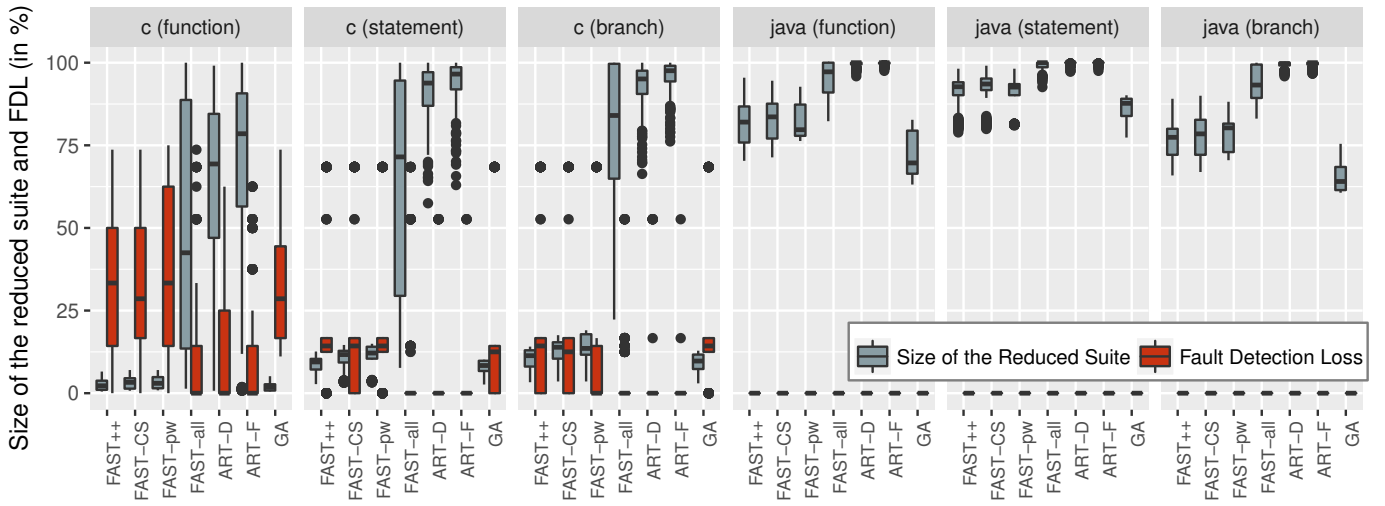 Size of the reduced suite and FDL (in %)
c (function)
c (statement)
c (branch)
java (function)
java (statement)
java (branch)
100
75
50
25
0
Size of the Reduced Suite
Fault Detection Loss
FAST++
FAST−CS
FAST−pw
FAST−all
ART−D
ART−F
GA
FAST++
FAST−CS
FAST−pw
FAST−all
ART−D
ART−F
GA
FAST++
FAST−CS
FAST−pw
FAST−all
ART−D
ART−F
GA
FAST++
FAST−CS
FAST−pw
FAST−all
ART−D
ART−F
GA
FAST++
FAST−CS
FAST−pw
FAST−all
ART−D
ART−F
GA
FAST++
FAST−CS
FAST−pw
FAST−all
ART−D
ART−F
GA